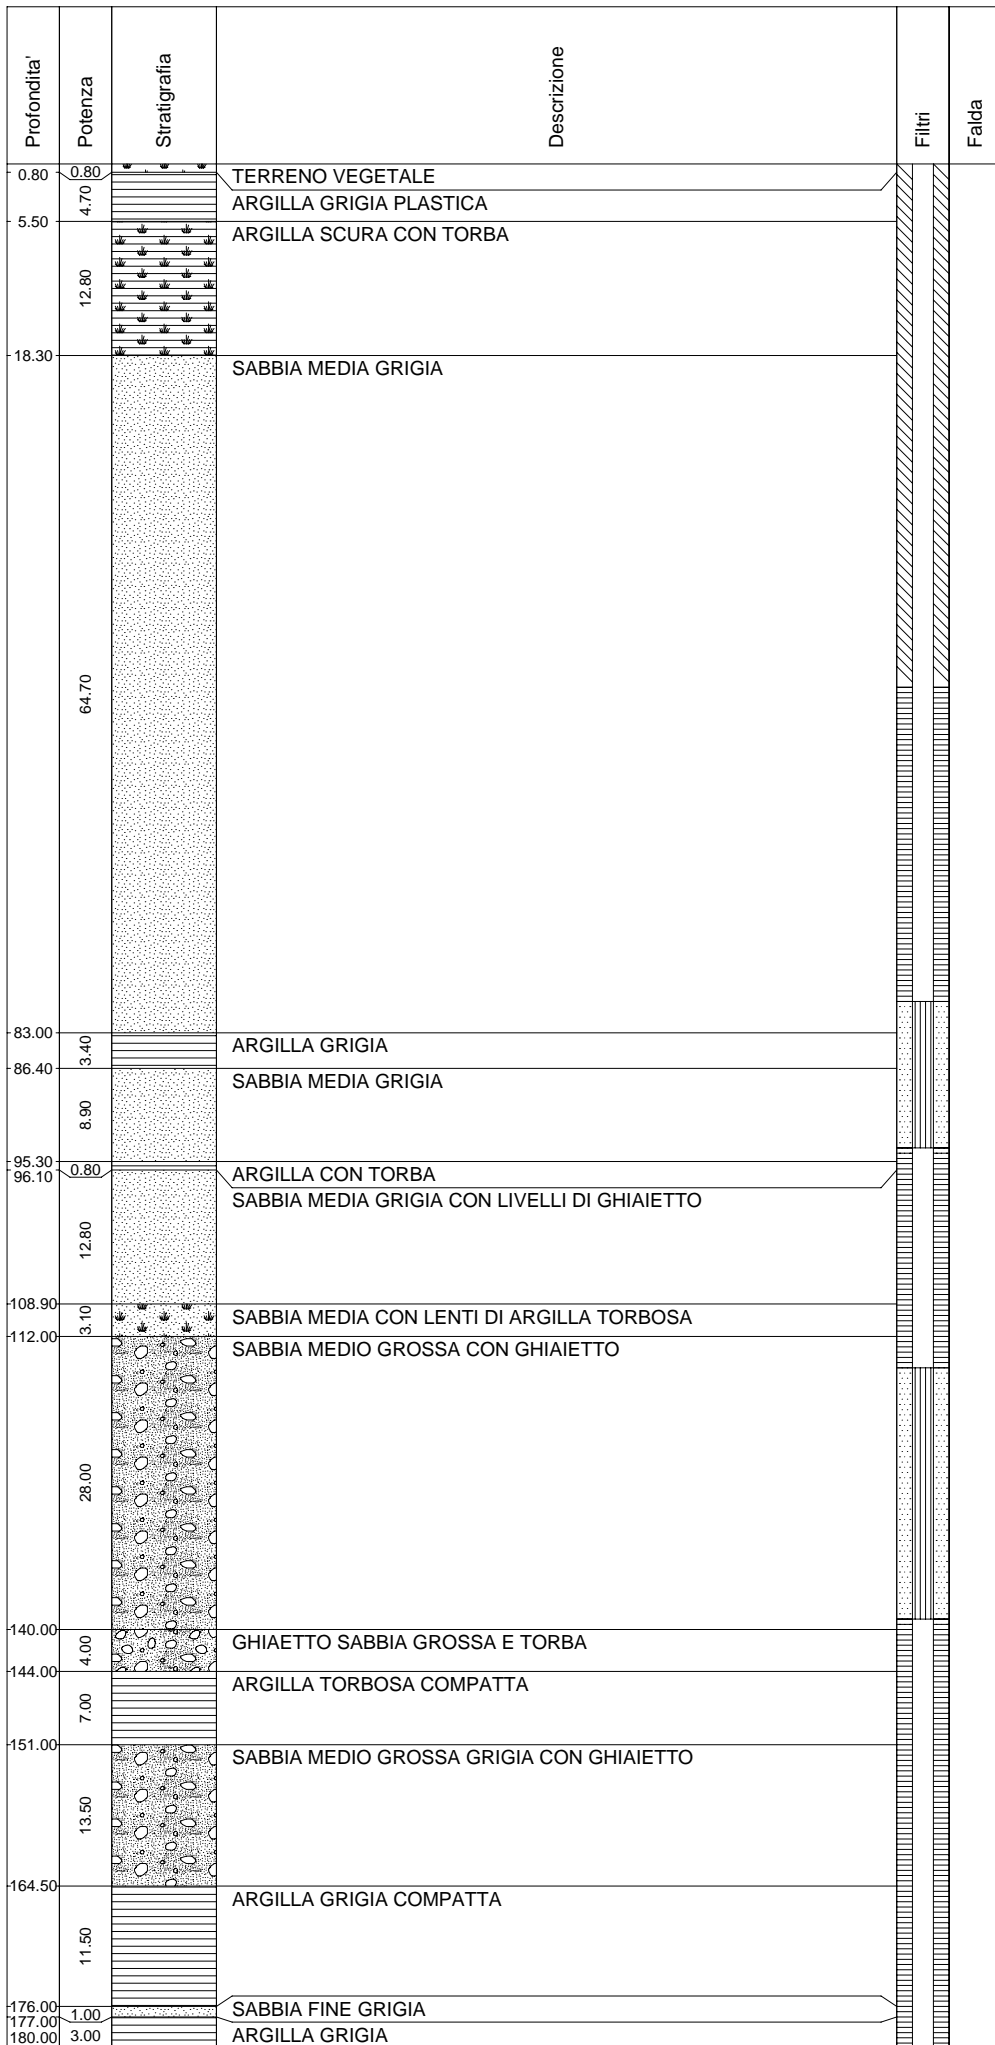 Profondita'
Potenza
Stratigrafia
Descrizione
Filtri
Falda
0.80 0.80 TERRENO VEGETALE
4.70 ARGILLA GRIGIA PLASTICA
5.50
12.80 ARGILLA SCURA CON TORBA
18.30
64.70 SABBIA MEDIA GRIGIA
83.00
3.40 ARGILLA GRIGIA
86.40
8.90 SABBIA MEDIA GRIGIA
95.30
0.80 ARGILLA CON TORBA
96.10
12.80 SABBIA MEDIA GRIGIA CON LIVELLI DI GHIAIETTO
108.90
3.10 SABBIA MEDIA CON LENTI DI ARGILLA TORBOSA
112.00
28.00 SABBIA MEDIO GROSSA CON GHIAIETTO
140.00
4.00 GHIAETTO SABBIA GROSSA E TORBA
144.00
7.00 ARGILLA TORBOSA COMPATTA
151.00
13.50 SABBIA MEDIO GROSSA GRIGIA CON GHIAIETTO
164.50
11.50 ARGILLA GRIGIA COMPATTA
176.00
1.00 SABBIA FINE GRIGIA
177.00
180.00 3.00 ARGILLA GRIGIA